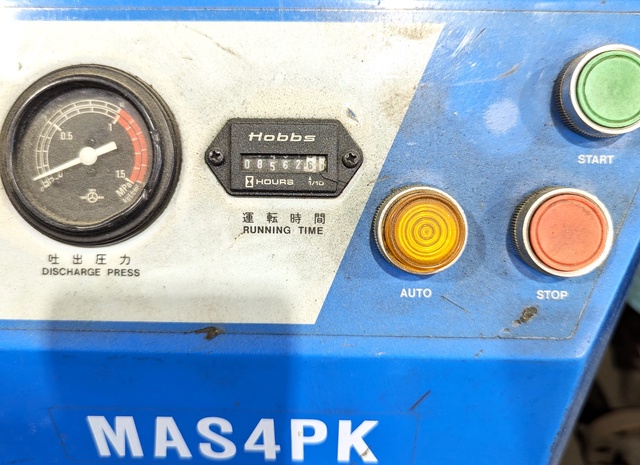 0.5
1
1.5
MPa
Hobbs
HOURS
1/10
運転時間
RUNNING TIME
吐出圧力
DISCHARGE PRESS
START
AUTO
STOP
MAS4PK